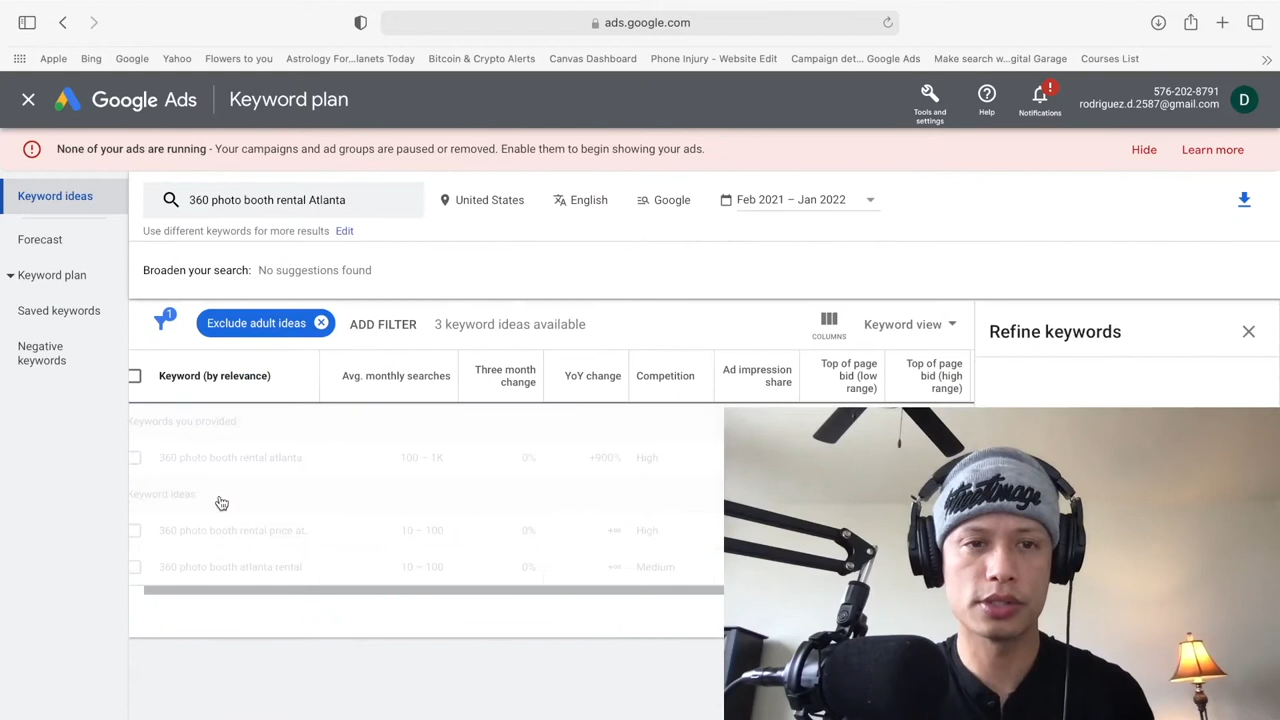 ads.google.com
Apple Bing Google Yahoo Flowers to you Astrology For...lanets Today Bitcoin & Crypto Alerts Canvas Dashboard Phone Injury - Website Edit Campaign det... Google Ads Make search w...gital Garage Courses List
Google Ads Keyword plan
Tools and settings
Help
Notifications
576-202-8791
rodriguez.d.2587@gmail.com
D
None of your ads are running - Your campaigns and ad groups are paused or removed. Enable them to begin showing your ads. Hide Learn more
Keyword ideas
Forecast
Keyword plan
Saved keywords
Negative
keywords
360 photo booth rental Atlanta United States English Google Feb 2021 – Jan 2022
Use different keywords for more results Edit
Broaden your search: No suggestions found
1
Exclude adult ideas ADD FILTER 3 keyword ideas available
COLUMNS
Keyword view
Refine keywords
Keyword (by relevance)
Avg. monthly searches
Three month
change
YoY change
Competition
Ad impression
share
Top of page
bid (low
range)
Top of page
bid (high
range)
Keywords you provided
360 photo booth rental atlanta 100 – 1K 0% +900% High
Keyword ideas
360 photo booth rental price at... 10 – 100 0% +∞ High
360 photo booth atlanta rental 10 – 100 0% +∞ Medium
streetimage